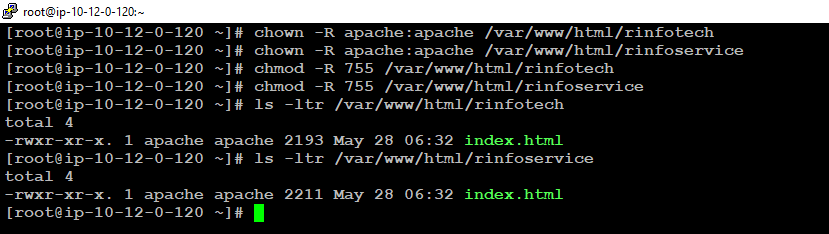 root@ip-10-12-0-120:~
[root@ip-10-12-0-120 ~]# chown -R apache:apache /var/www/html/rinfotech
[root@ip-10-12-0-120 ~]# chown -R apache:apache /var/www/html/rinfoservice
[root@ip-10-12-0-120 ~]# chmod -R 755 /var/www/html/rinfotech
[root@ip-10-12-0-120 ~]# chmod -R 755 /var/www/html/rinfoservice
[root@ip-10-12-0-120 ~]# ls -ltr /var/www/html/rinfotech
total 4
-rwxr-xr-x. 1 apache apache 2193 May 28 06:32 index.html
[root@ip-10-12-0-120 ~]# ls -ltr /var/www/html/rinfoservice
total 4
-rwxr-xr-x. 1 apache apache 2211 May 28 06:32 index.html
[root@ip-10-12-0-120 ~]#